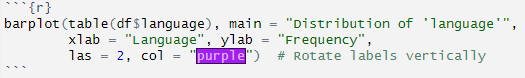 ```{r}
barplot(table(df$language), main = "Distribution of 'language'",
        xlab = "Language", ylab = "Frequency",
        las = 2, col = "purple")  # Rotate labels vertically
```